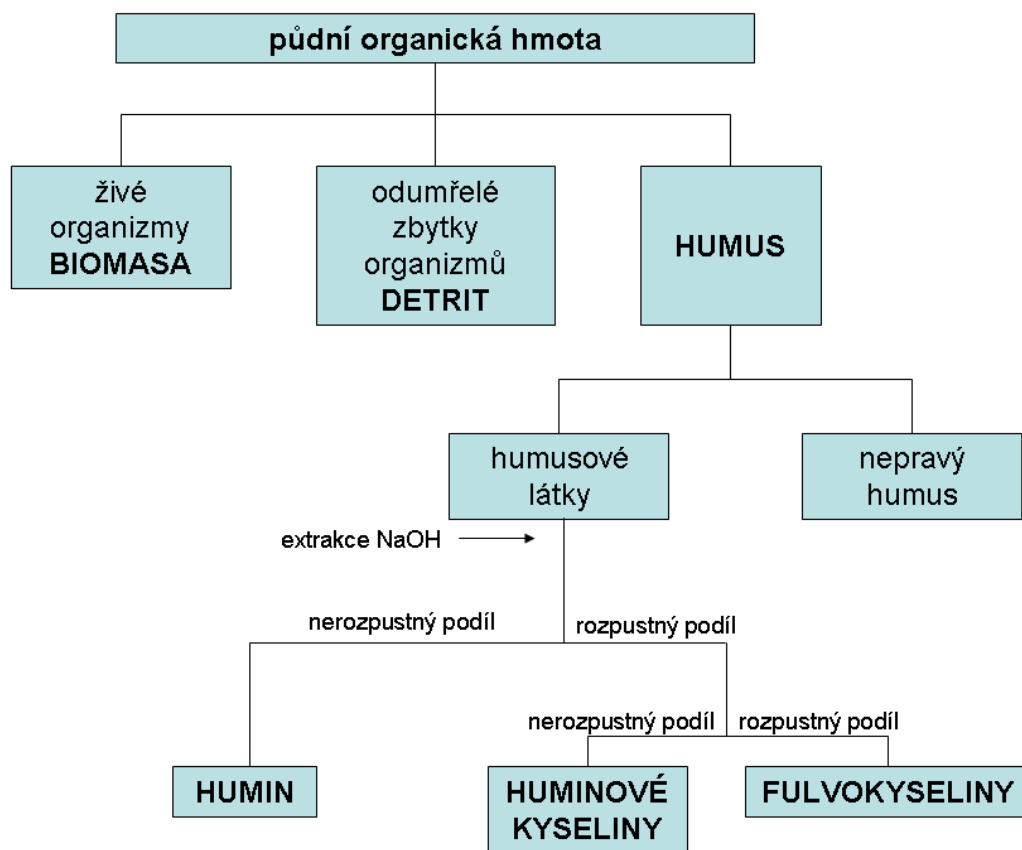 půdní organická hmota
živé
organizmy
BIOMASA
odumřelé
zbytky
organizmů
DETRIT
HUMUS
humusové
látky
nepravý
humus
extrakce NaOH
nerozpustný podíl
rozpustný podíl
nerozpustný podíl
rozpustný podíl
HUMIN
HUMINOVÉ
KYSELINY
FULVOKYSELINY